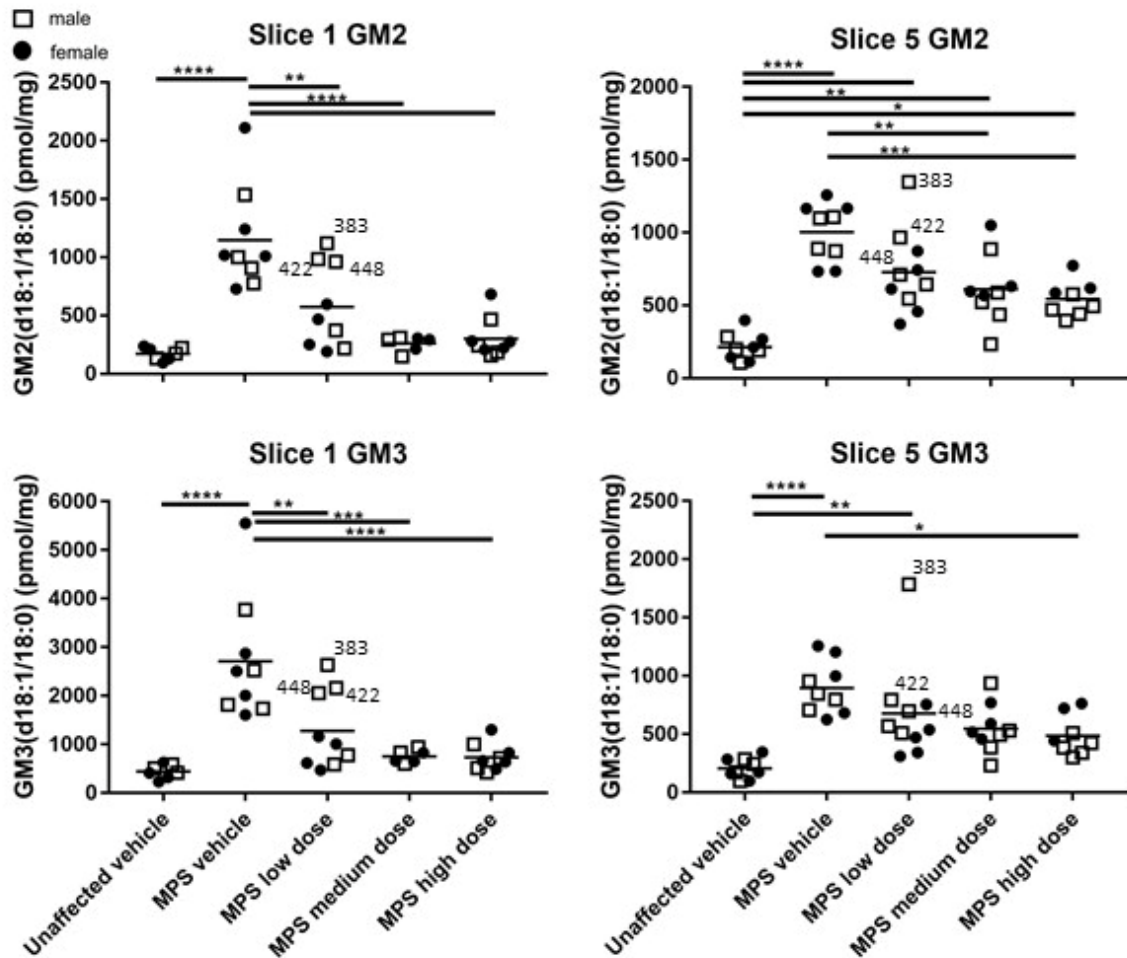 male
female
Slice 1 GM2
GM2(d18:1/18:0) (pmol/mg)
2500
2000
1500
1000
500
0
****
**
****
383
422
448
Slice 5 GM2
GM2(d18:1/18:0) (pmol/mg)
2000
1500
1000
500
0
****
**
*
**
***
383
422
448
Slice 1 GM3
GM3(d18:1/18:0) (pmol/mg)
6000
5000
4000
3000
2000
1000
0
****
**
***
****
383
448
422
Unaffected vehicle
MPS vehicle
MPS low dose
MPS medium dose
MPS high dose
Slice 5 GM3
GM3(d18:1/18:0) (pmol/mg)
2500
2000
1500
1000
500
0
****
**
*
383
422
448
Unaffected vehicle
MPS vehicle
MPS low dose
MPS medium dose
MPS high dose